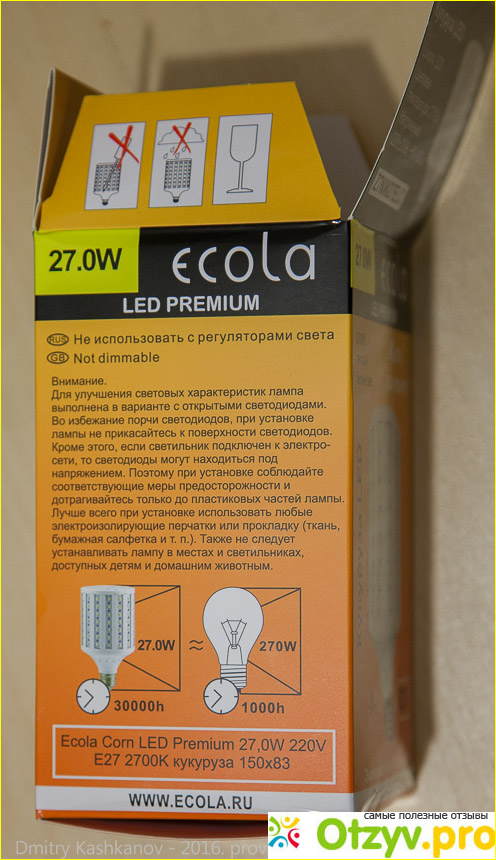 27.0W
ecola
LED PREMIUM
RUS Не использовать с регуляторами света
GB Not dimmable
Внимание.
Для улучшения световых характеристик лампа
выполнена в варианте с открытыми светодиодами.
Во избежание порчи светодиодов, при установке
лампы не прикасайтесь к поверхности светодиодов.
Кроме этого, если светильник подключен к электро-
сети, то светодиоды могут находиться под
напряжением. Поэтому при установке соблюдайте
соответствующие меры предосторожности и
дотрагивайтесь только до пластиковых частей лампы.
Лучше всего при установке использовать любые
электроизолирующие перчатки или прокладку (ткань,
бумажная салфетка и т. п.). Также не следует
устанавливать лампу в местах и светильниках,
доступных детям и домашним животным.
27.0W ≈ 270W
30000h 1000h
Ecola Corn LED Premium 27,0W 220V
E27 2700K кукуруза 150x83
WWW.ECOLA.RU
27.0W
LED PREMIUM
самые полезные отзывы
Otzyv.pro
Dmitry Kashkanov - 2016. prov